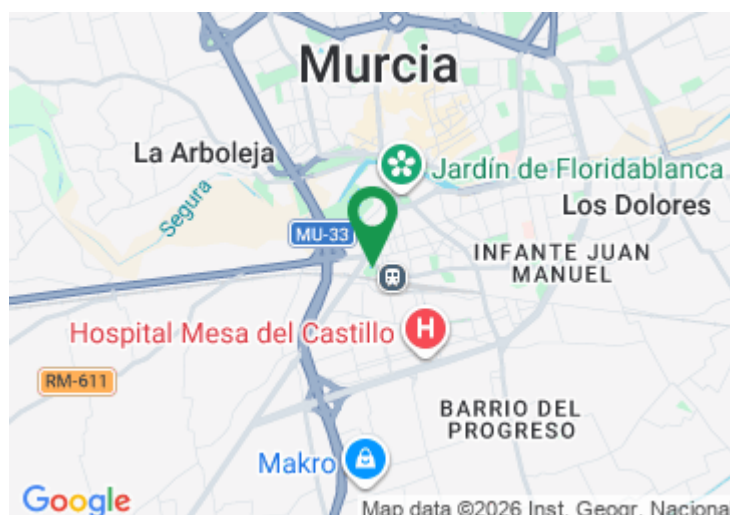 Murcia
La Arboleja
Jardín de Floridablanca
Segura
Los Dolores
MU-33
INFANTE JUAN
MANUEL
Hospital Mesa del Castillo
H
RM-611
BARRIO DEL
PROGRESO
Makro
Google
Map data ©2026 Inst. Geogr. Naciona